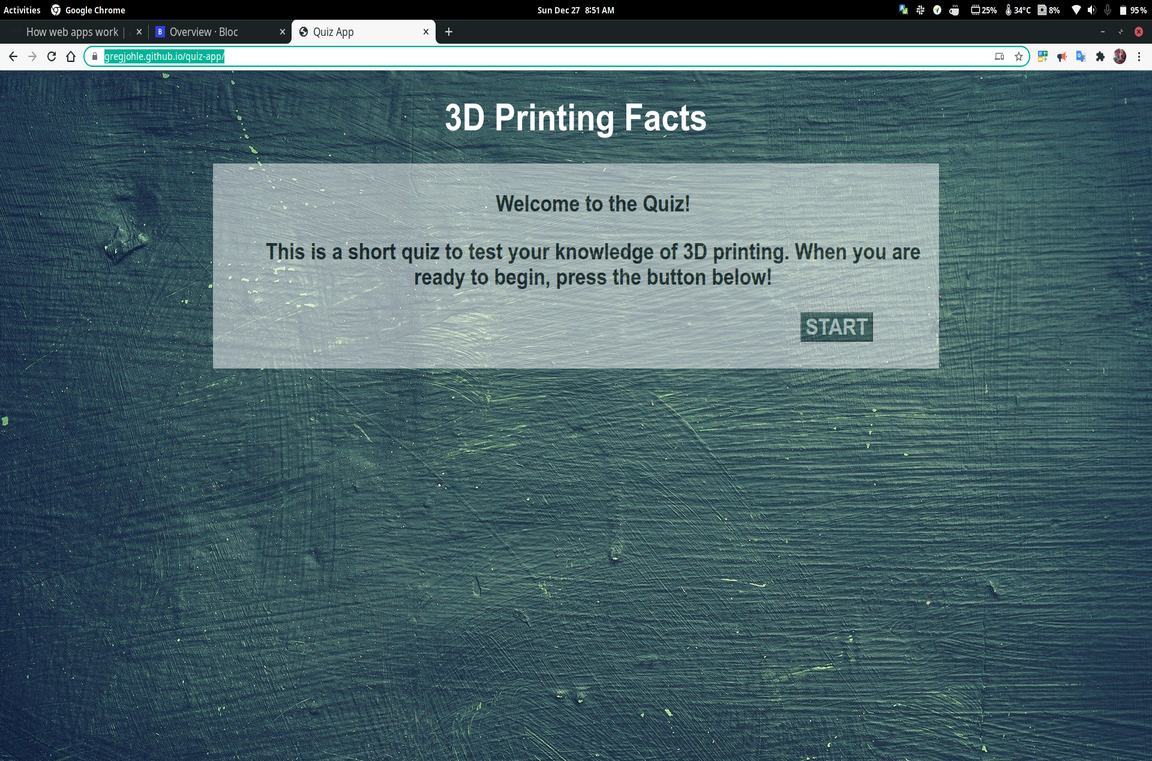 Activities Google Chrome Sun Dec 27 8:51 AM 25% 34°C 8% 95%
How web apps work | Overview · Bloc Quiz App
gregjohle.github.io/quiz-app/
3D Printing Facts
Welcome to the Quiz!
This is a short quiz to test your knowledge of 3D printing. When you are
ready to begin, press the button below!
START